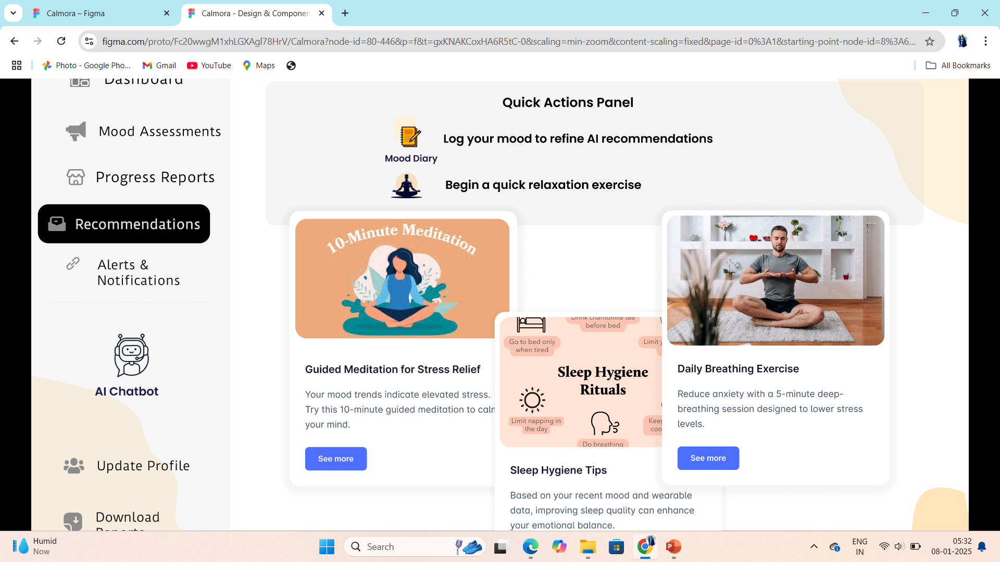 Calmora – Figma
Calmora - Design & Componen
figma.com/proto/Fc20wwgM1xhLGXAgl78HrV/Calmora?node-id=80-446&p=f&t=gxKNAKCoxHA6R5tC-0&scaling=min-zoom&content-scaling=fixed&page-id=0%3A1&starting-point-node-id=8%3A6...
Photo - Google Pho...
Gmail
YouTube
Maps
All Bookmarks
Dashboard
Mood Assessments
Progress Reports
Recommendations
Alerts &
Notifications
AI Chatbot
Update Profile
Download
Reports
Quick Actions Panel
Log your mood to refine AI recommendations
Mood Diary
Begin a quick relaxation exercise
10-Minute Meditation
Guided Meditation for Stress Relief
Your mood trends indicate elevated stress.
Try this 10-minute guided meditation to calm
your mind.
See more
Drink chamomile tea
before bed
Go to bed only
when tired
Limit
Sleep Hygiene
Rituals
Limit napping in
the day
Keep
coo
Do breathing
Sleep Hygiene Tips
Based on your recent mood and wearable
data, improving sleep quality can enhance
your emotional balance.
Daily Breathing Exercise
Reduce anxiety with a 5-minute deep-
breathing session designed to lower stress
levels.
See more
Humid
Now
Search
ENG
IN
05:32
08-01-2025